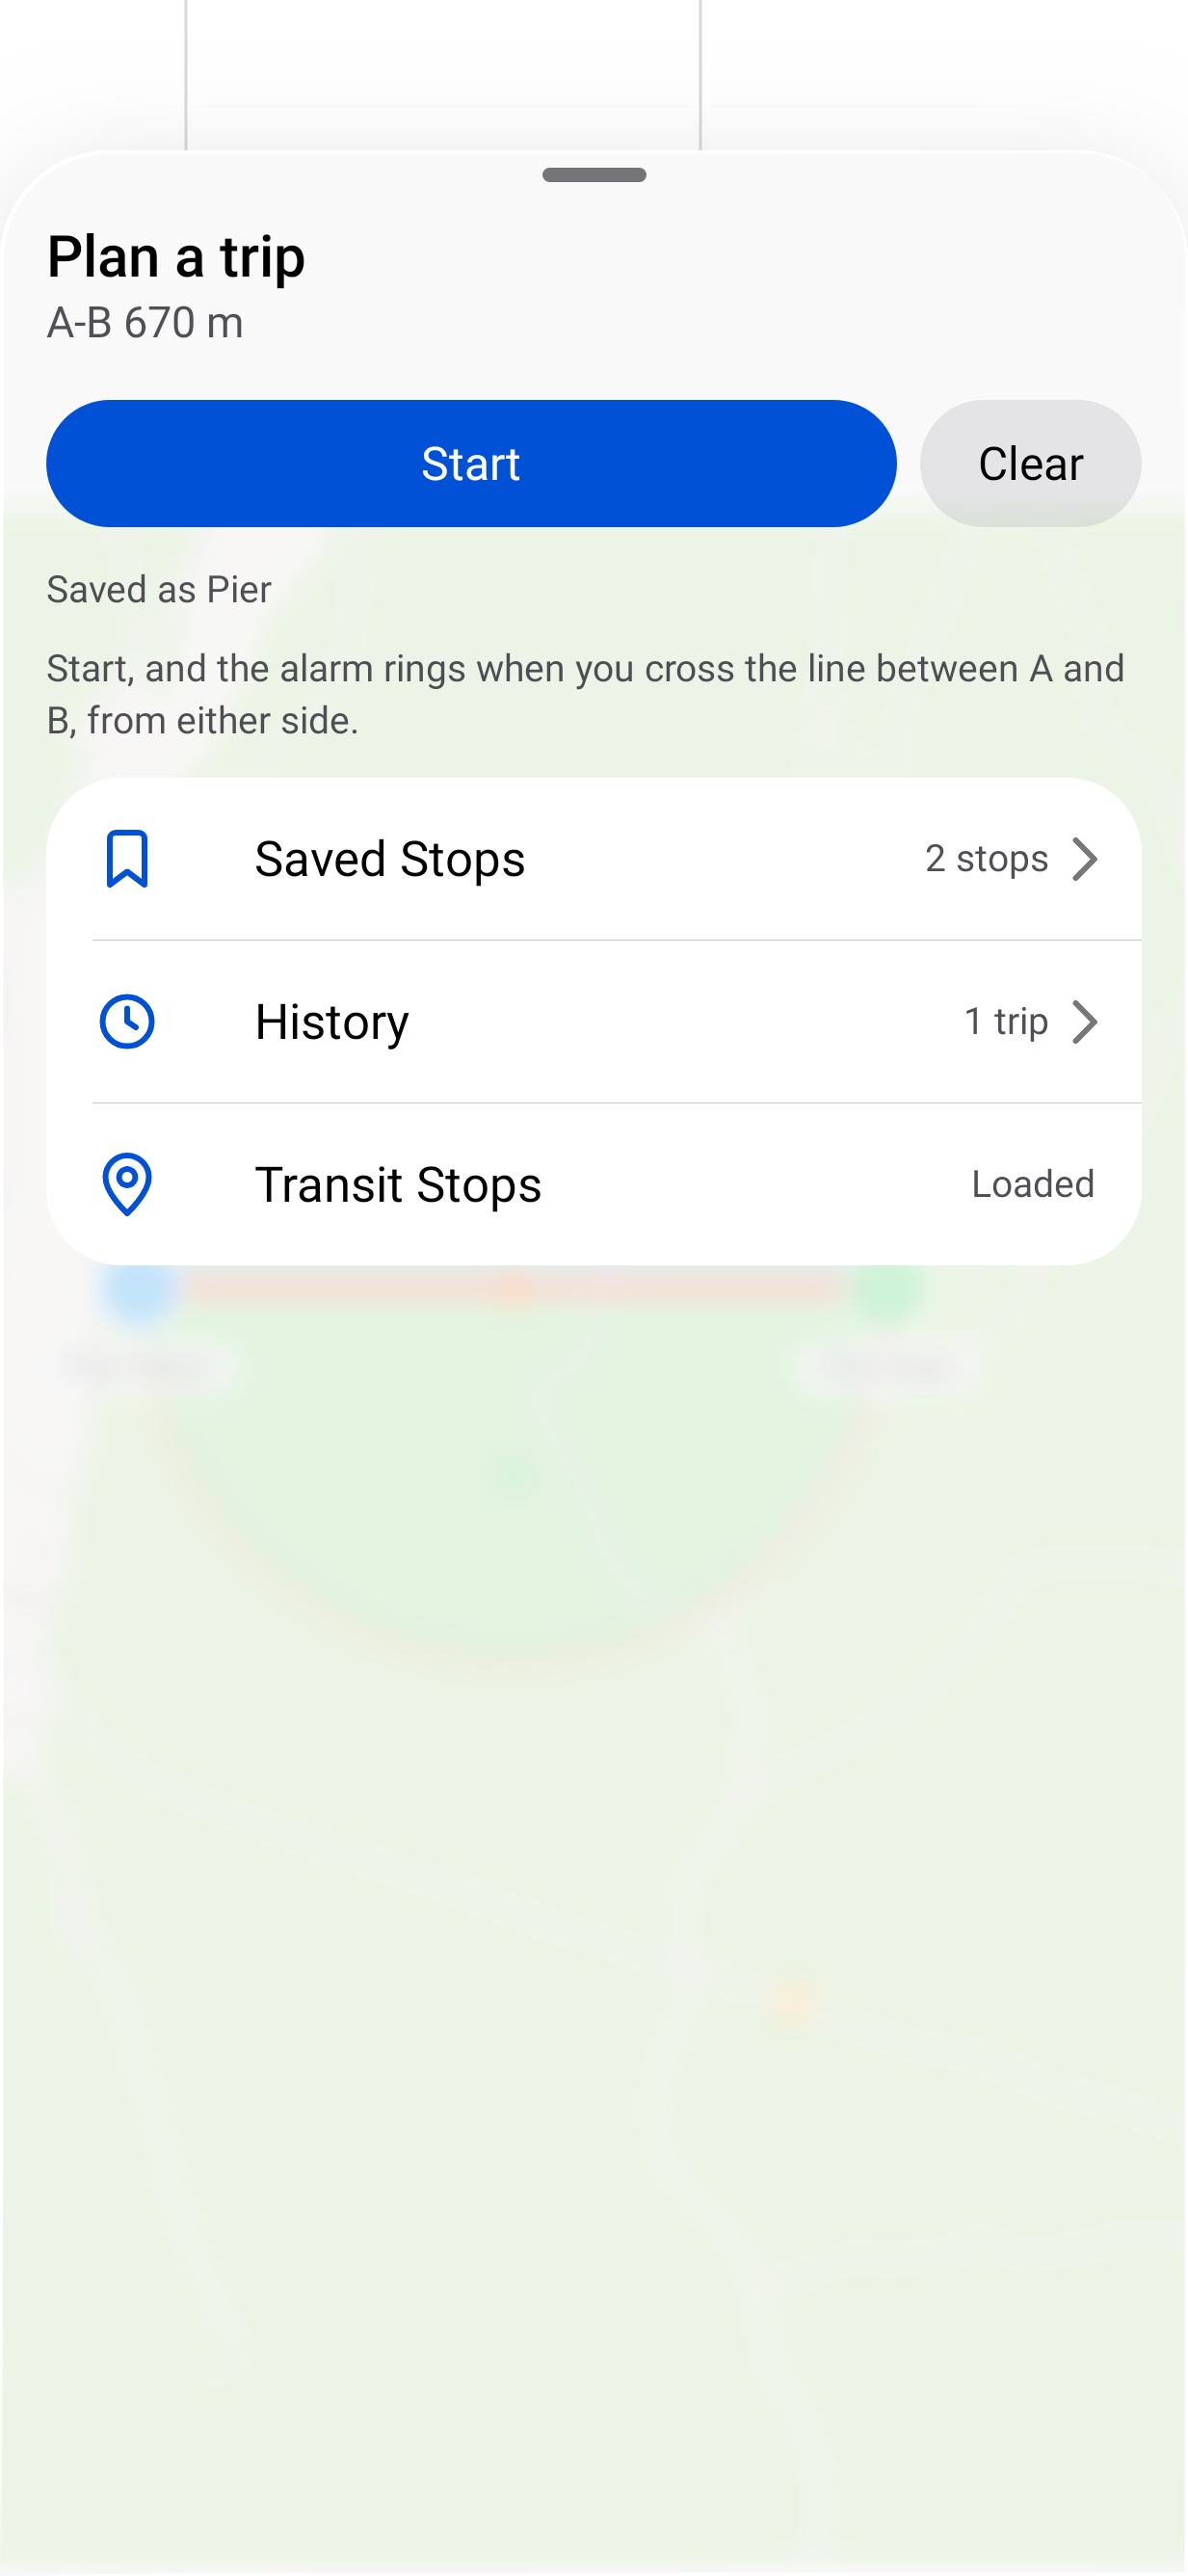 Plan a trip
A-B 670 m
Start
Clear
Saved as Pier
Start, and the alarm rings when you cross the line between A and
B, from either side.
Saved Stops
2 stops
History
1 trip
Transit Stops
Loaded